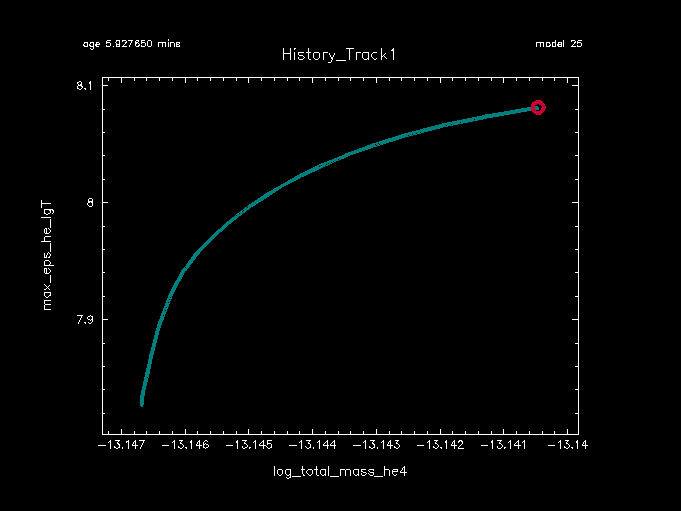 age 5.927650 mins
model 25
History_Track1
8.1
8
7.9
max_eps_he_lgT
-13.147 -13.146 -13.145 -13.144 -13.143 -13.142 -13.141 -13.14
log_total_mass_he4